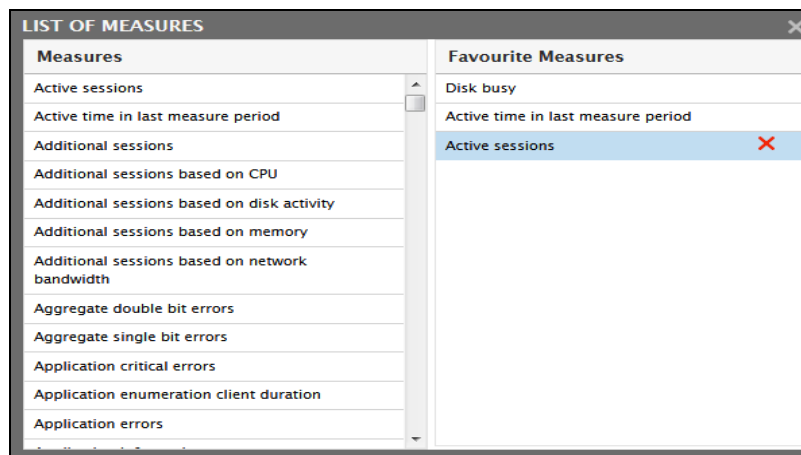 LIST OF MEASURES
Measures
Active sessions
Active time in last measure period
Additional sessions
Additional sessions based on CPU
Additional sessions based on disk activity
Additional sessions based on memory
Additional sessions based on network
bandwidth
Aggregate double bit errors
Aggregate single bit errors
Application critical errors
Application enumeration client duration
Application errors
Favourite Measures
Disk busy
Active time in last measure period
Active sessions